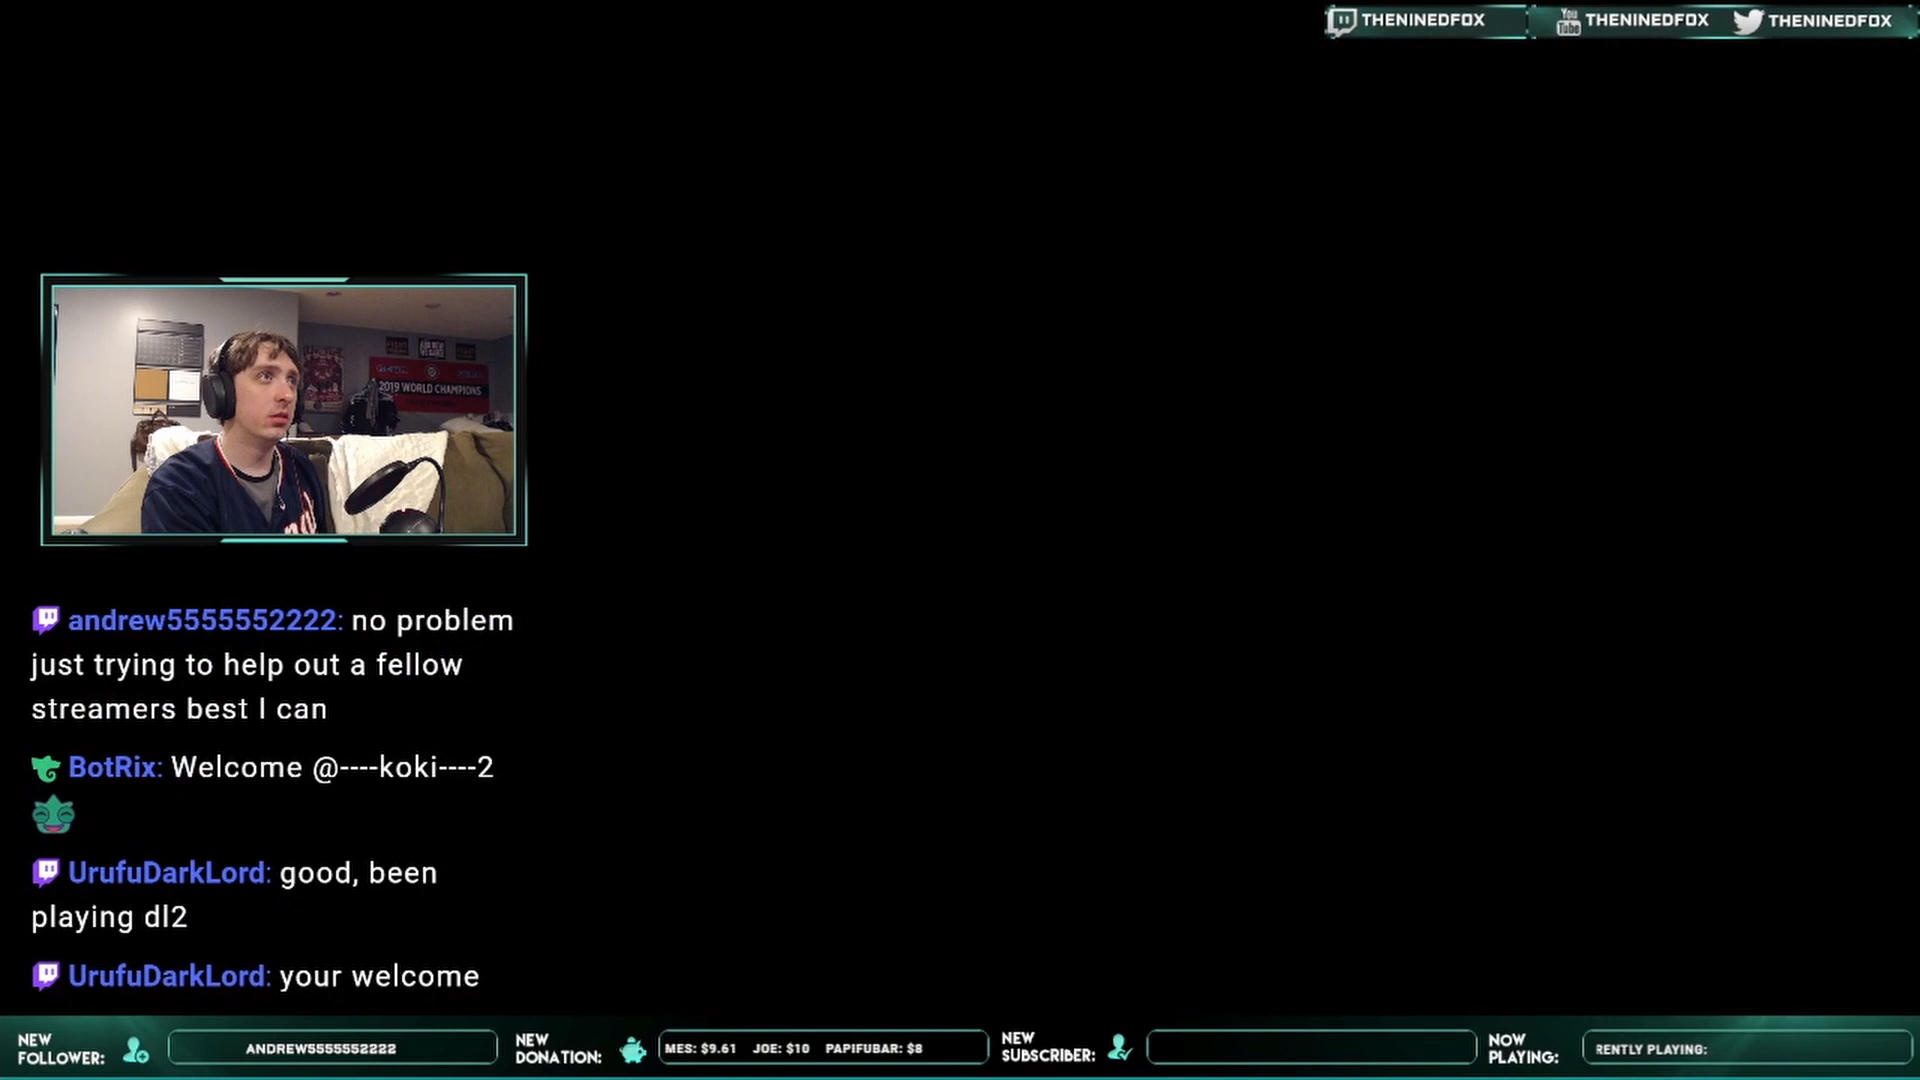 THENINEDFOX
You
Tube
THENINEDFOX
THENINEDFOX
2019 WORLD CHAMPIONS
andrew5555552222: no problem
just trying to help out a fellow
streamers best I can
BotRix: Welcome @----koki----2
UrufuDarkLord: good, been
playing dl2
UrufuDarkLord: your welcome
NEW
FOLLOWER:
ANDREW5555552222
NEW
DONATION:
MES: $9.61 JOE: $10 PAPIFUBAR: $8
NEW
SUBSCRIBER:
NOW
PLAYING:
RENTLY PLAYING: